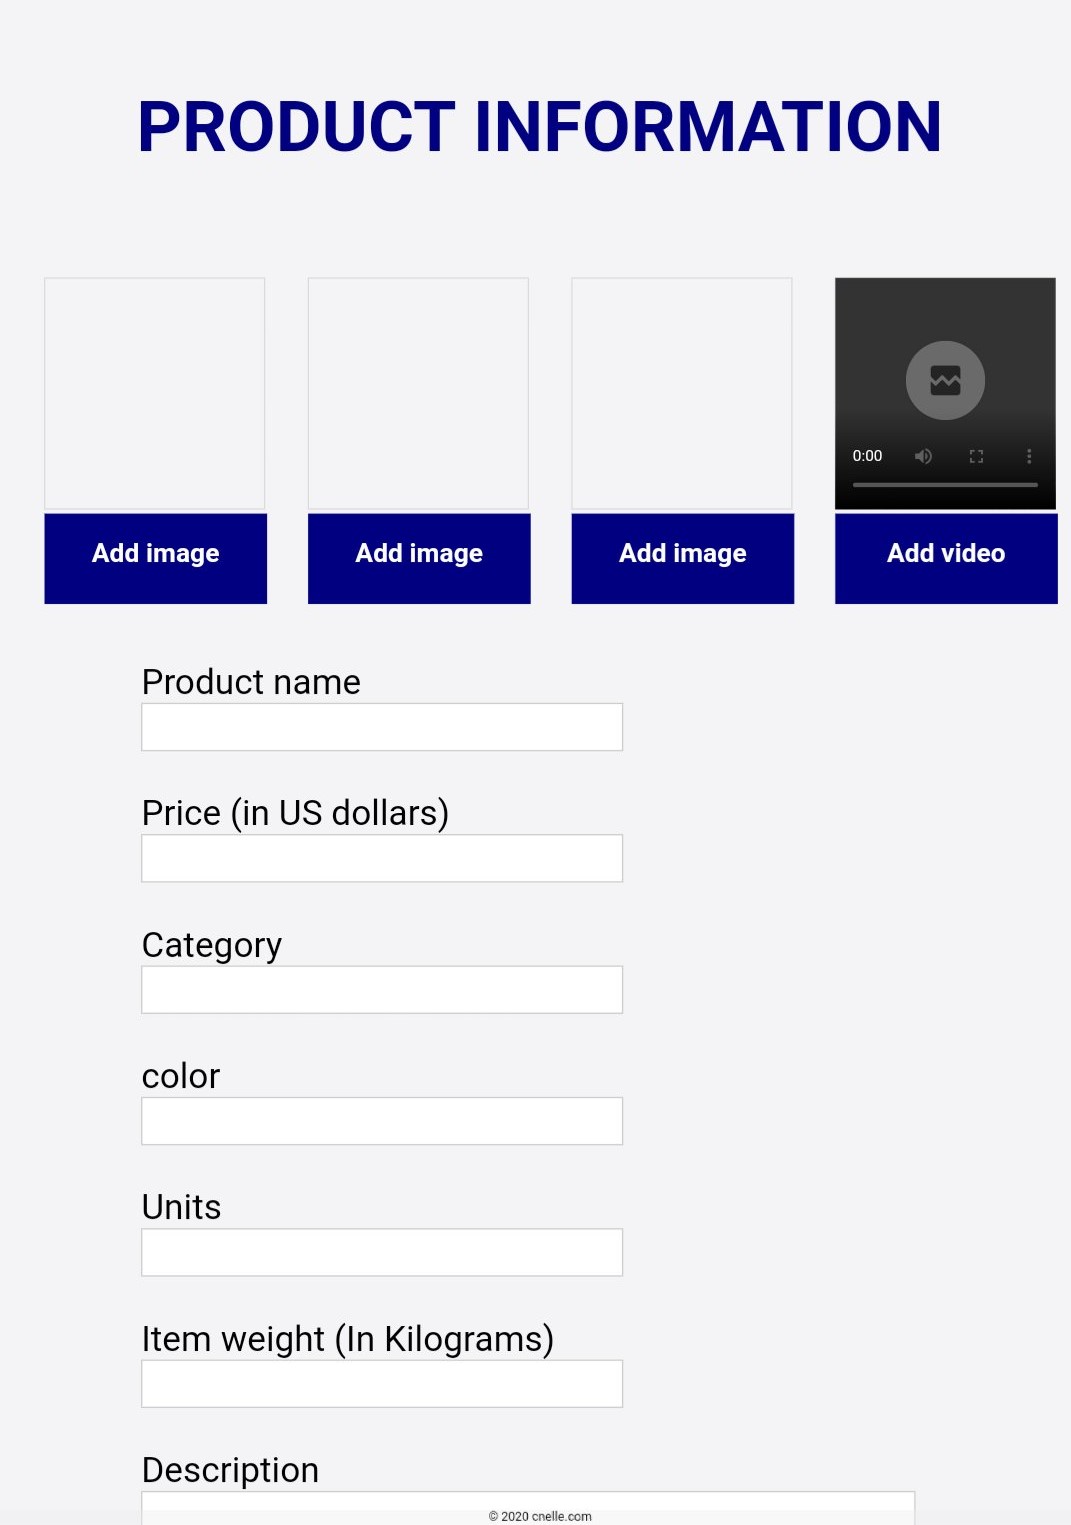 PRODUCT INFORMATION
0:00
Add image Add image Add image Add video
Product name
Price (in US dollars)
Category
color
Units
Item weight (In Kilograms)
Description
© 2020 cnelle.com